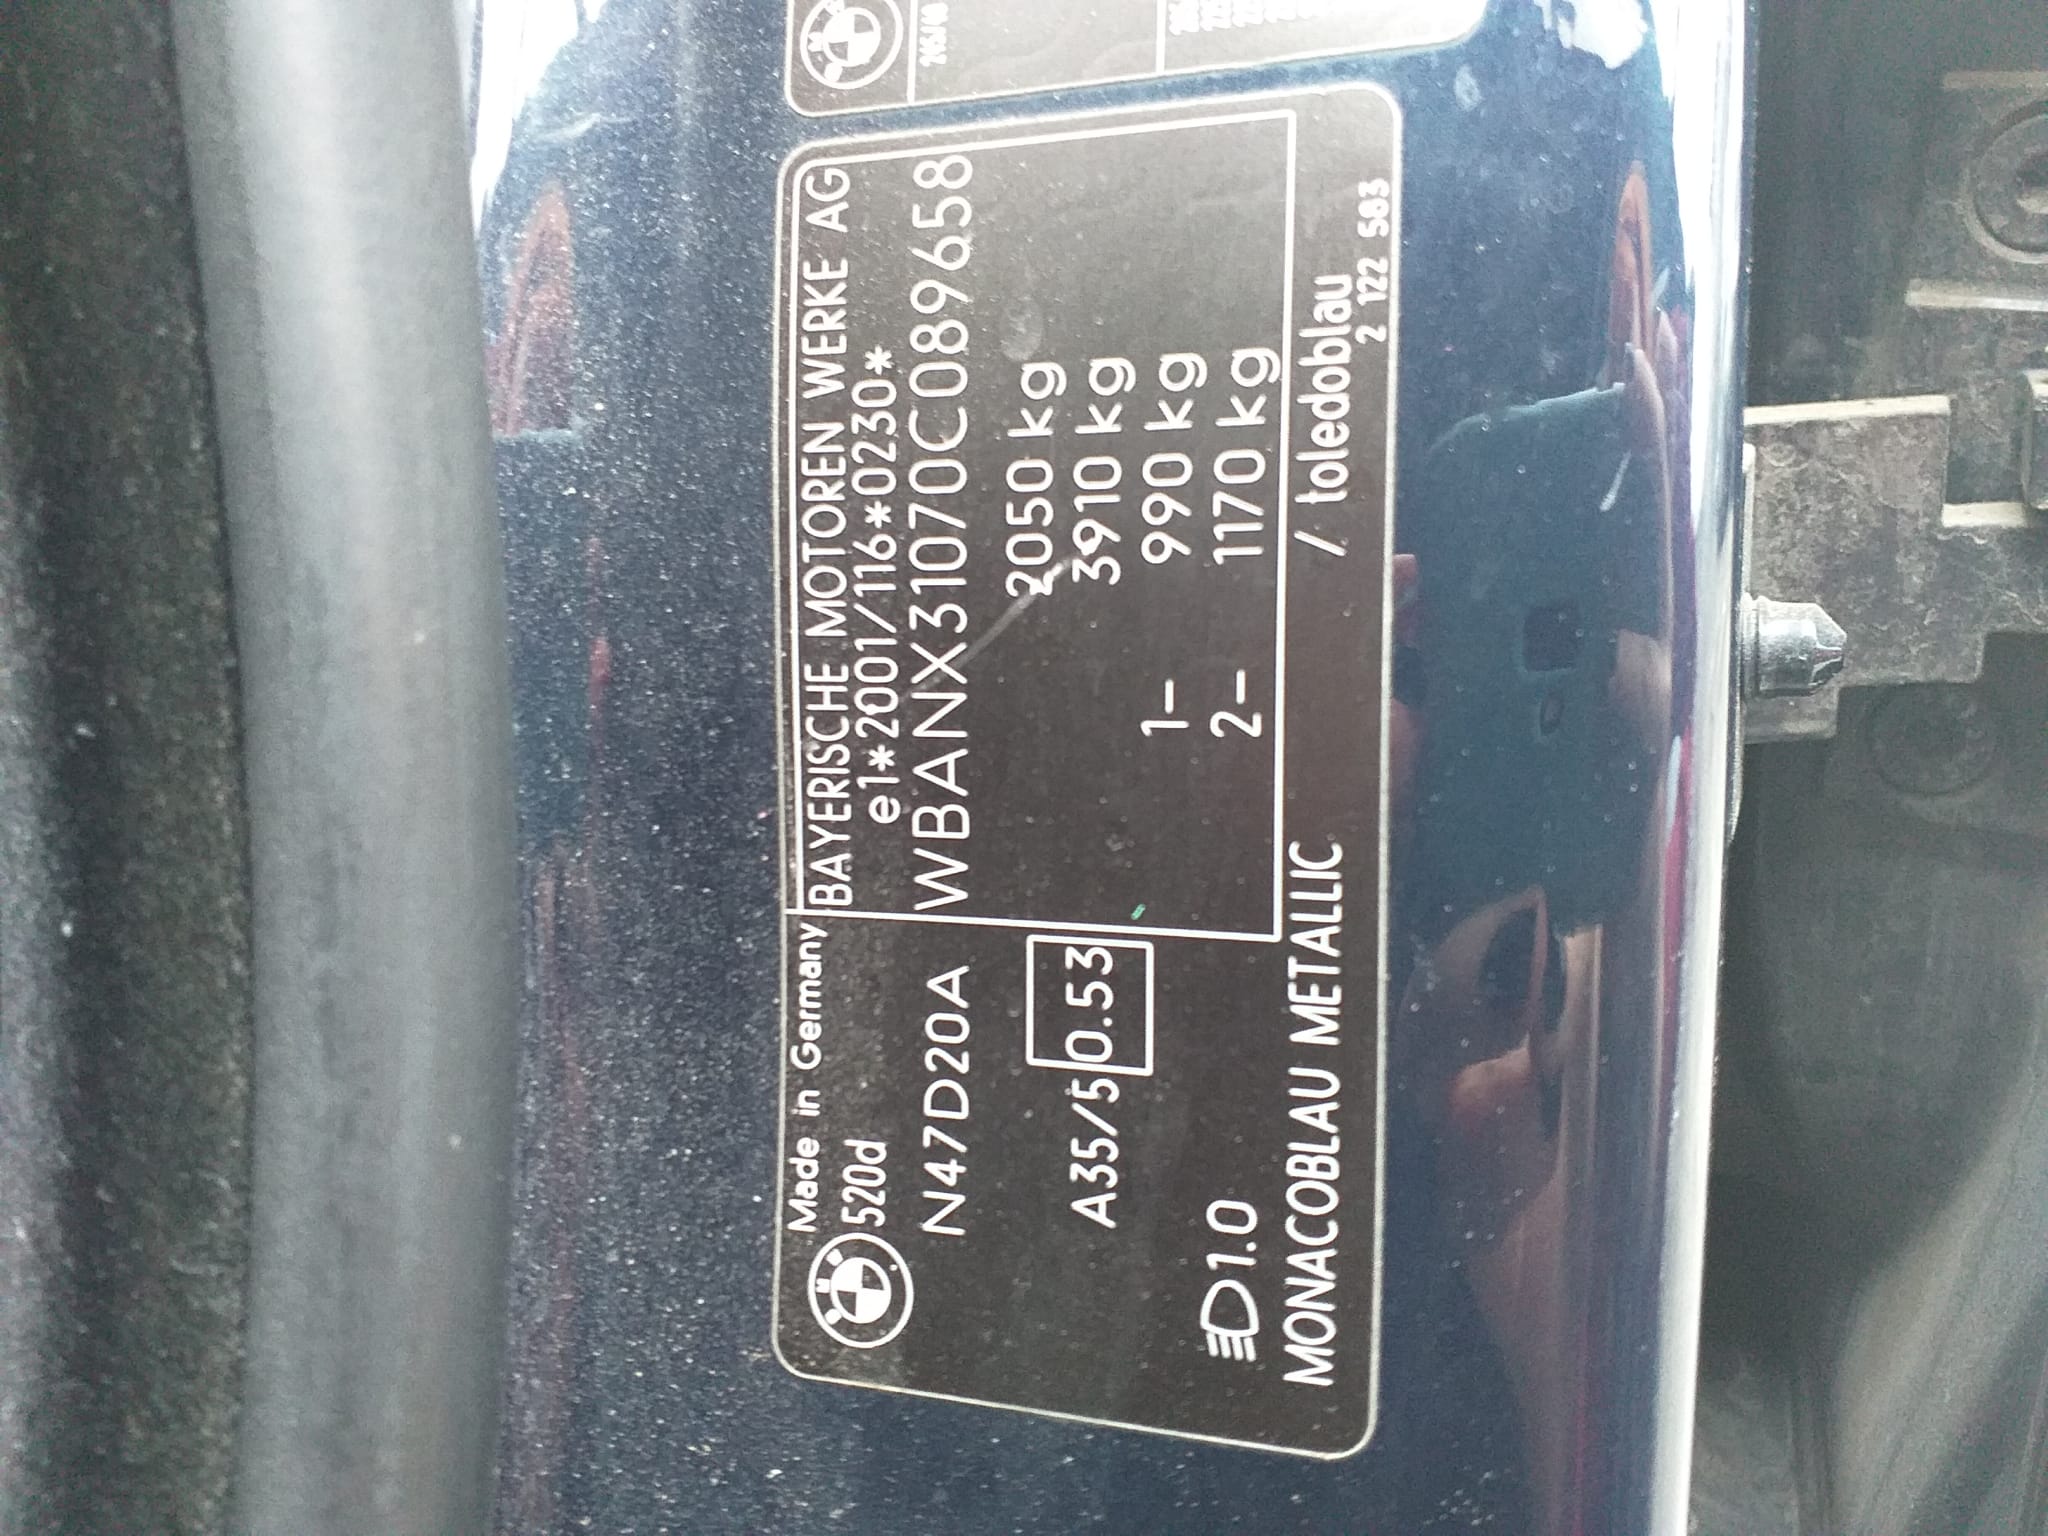 Made in Germany
520d
BAYERISCHE MOTOREN WERKE AG
e1*2001/116*0230*
N47D20A
WBANX31070C089658
2050 kg
A35/5 0.53
3910 kg
1- 990 kg
1.0
2- 1170 kg
MONACOBLAU METALLIC / toledoblau
2 122 583